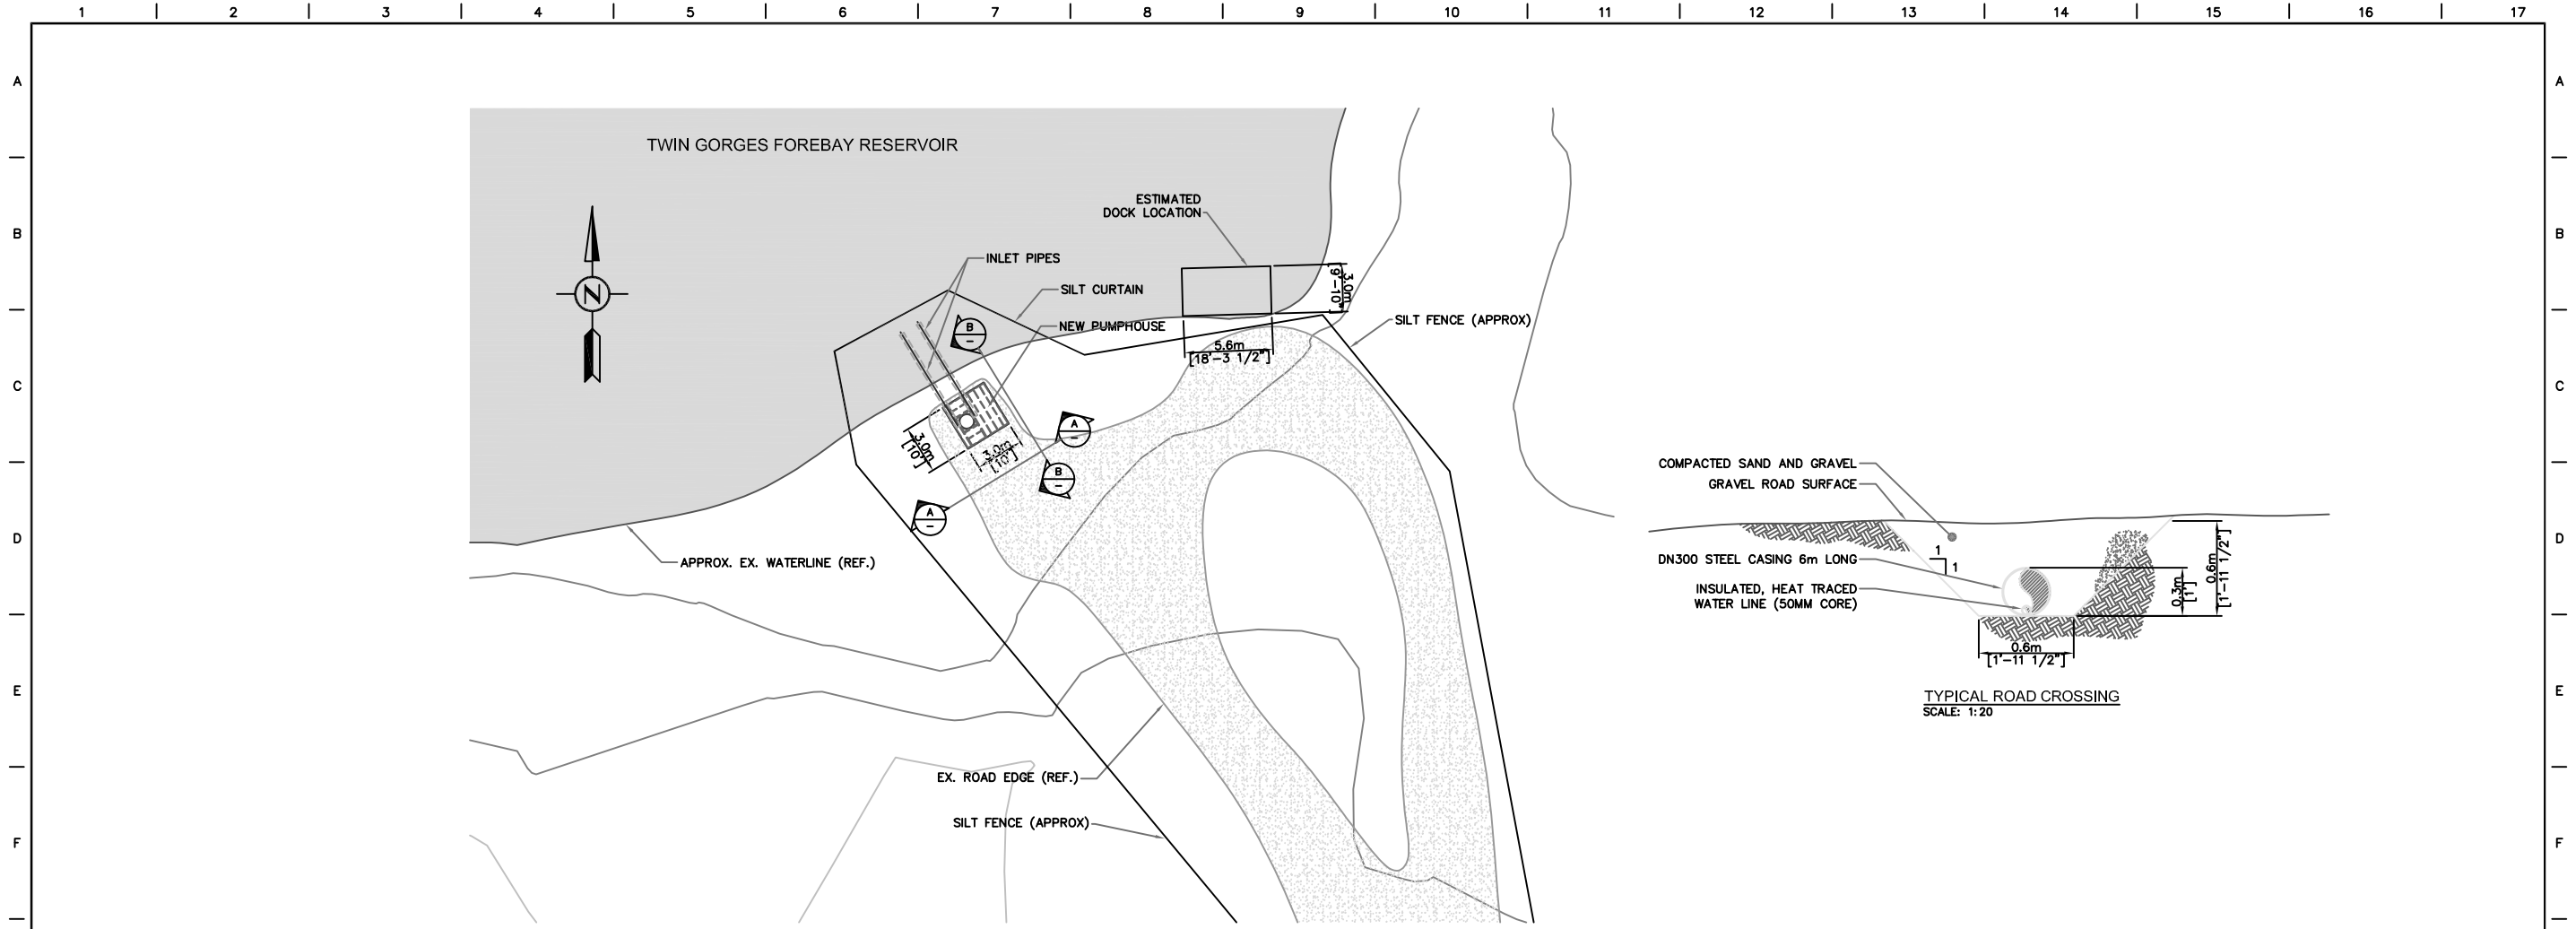 1 2 3 4 5 6 7 8 9 10 11 12 13 14 15 16 17
A A
TWIN GORGES FOREBAY RESERVOIR
ESTIMATED
DOCK LOCATION
B B
INLET PIPES
N
SILT CURTAIN
3.0m
[9'-10"]
NEW PUMPHOUSE
B
-
SILT FENCE (APPROX)
5.6m
[18'-3 1/2"]
C C
A
-
3.0m
[10']
3.0m
[10']
B
-
A
-
COMPACTED SAND AND GRAVEL
GRAVEL ROAD SURFACE
D D
APPROX. EX. WATERLINE (REF.)
DN300 STEEL CASING 6m LONG
1
1
INSULATED, HEAT TRACED
WATER LINE (50MM CORE)
0.3m
[1']
0.6m
[1'-11 1/2"]
0.6m
[1'-11 1/2"]
E E
TYPICAL ROAD CROSSING
SCALE: 1:20
EX. ROAD EDGE (REF.)
SILT FENCE (APPROX)
F F